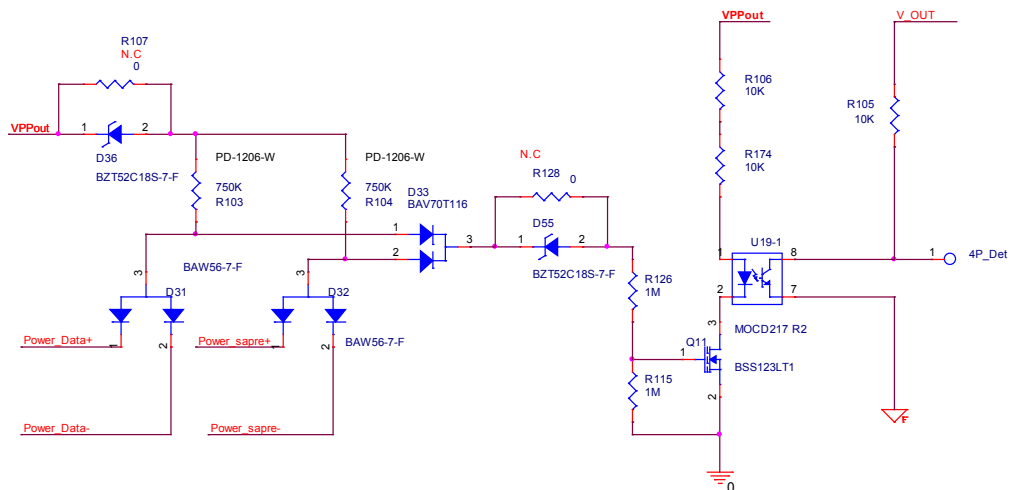 VPPout
V_OUT
R107
N.C
0
R106
10K
R105
10K
VPPout
1
2
D36
BZT52C18S-7-F
PD-1206-W
PD-1206-W
N.C
R128
0
R174
10K
750K
R103
750K
R104
D33
BAV70T116
D55
1
2
3
1
2
BZT52C18S-7-F
U19-1
1
8
1
4P_Det
2
7
3
BAW56-7-F
D31
3
D32
BAW56-7-F
R126
1M
MOCD217 R2
3
Q11
1
BSS123LT1
2
Power_Data+
1
2
Power_sapre+
1
2
R115
1M
Power_Data-
Power_sapre-
F
0